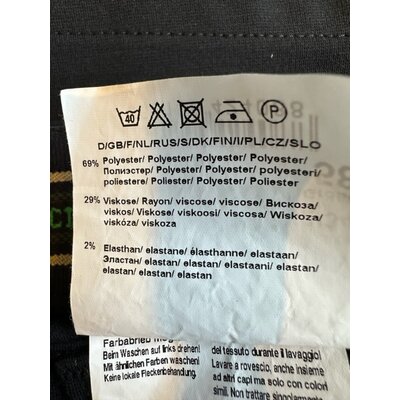 40
P
D/GB/F/NL/RUS/S/DK/FIN/I/PL/CZ/SLO
69% Polyester/ Polyester/ Polyester/ Polyester/
Полиэстер/ Polyester/ Polyester/ polyesteri/
poliestere/ Poliester/ Polyester/ Poliester
29% Viskose/ Rayon/ viscose/ viscose/ Вискоза/
viskos/ Viskose/ viskoosi/ viscosa/ Wiskoza/
viskóza/ viskoza
2% Elasthan/ elastane/ élasthanne/ elastaan/
Эластан/ elastan/ elastan/ elastaani/ elastan/
elastan/ elastan/ elastan
Farbabrieb
Beim Waschen auf links drehen!
Mit ähnlichen Farben waschen!
Keine lokale Fleckenbehandlung.
del tessuto durante il lavaggio!
Lavare a rovescio, anche insieme
ad altri capi ma solo con colori
simili. Non trattare singolarmente